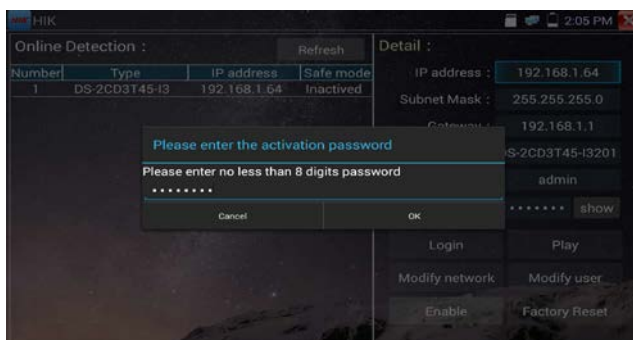 HIK
2:05 PM
Online Detection :
Refresh
Number Type IP address Safe mode
1 DS-2CD3T45-I3 192.168.1.64 Inactived
Detail :
IP address : 192.168.1.64
Subnet Mask : 255.255.255.0
Gateway : 192.168.1.1
S-2CD3T45-I3201
admin
show
Login Play
Modify network Modify user
Enable Factory Reset
Please enter the activation password
Please enter no less than 8 digits password
Cancel OK